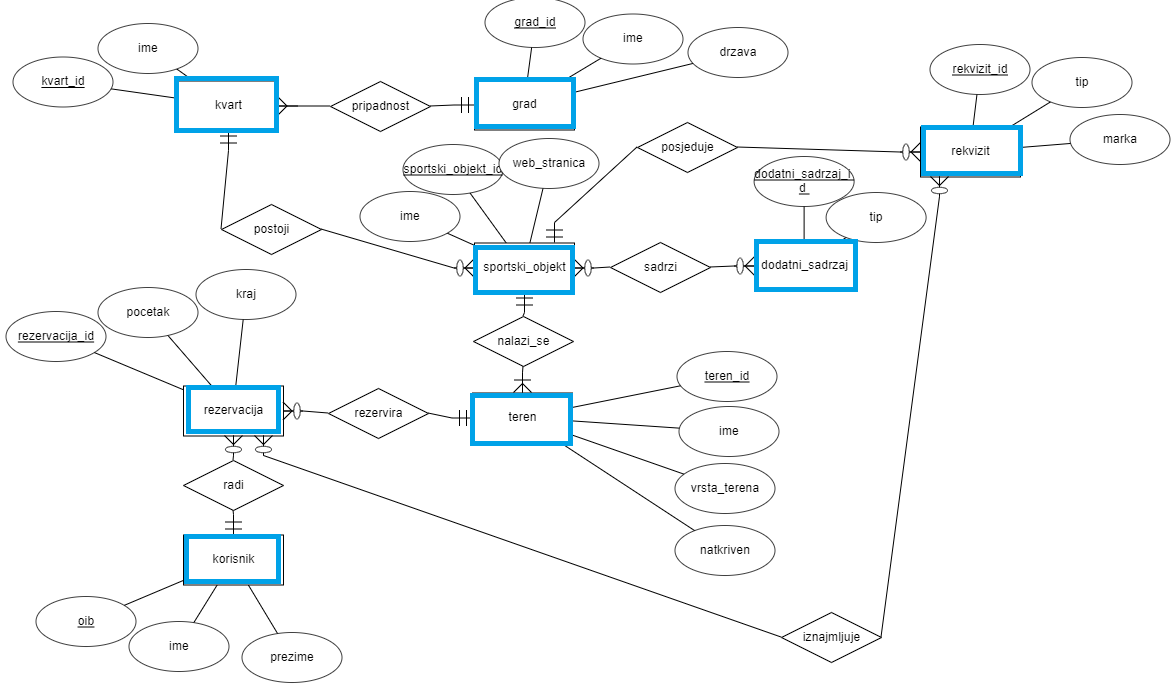 grad_id
ime
ime
drzava
kvart_id
rekvizit_id
tip
kvart
pripadnost
grad
marka
posjeduje
rekvizit
sportski_objekt_id
web_stranica
dodatni_sadrzaj_i
d
ime
tip
postoji
sportski_objekt
sadrzi
dodatni_sadrzaj
kraj
pocetak
rezervacija_id
nalazi_se
teren_id
rezervacija
rezervira
teren
ime
radi
vrsta_terena
korisnik
natkriven
oib
ime
prezime
iznajmljuje